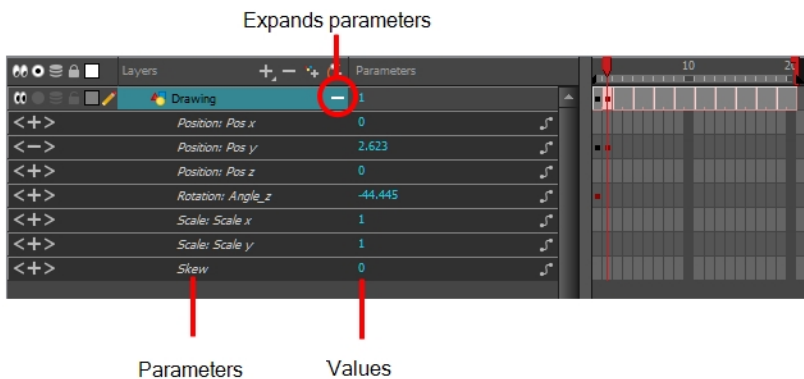 Expands parameters
Layers Parameters 10
Drawing 1
<+> Position: Pos x 0
<-> Position: Pos y 2.623
<+> Position: Pos z 0
<+> Rotation: Angle_z -44.445
<+> Scale: Scale x 1
<+> Scale: Scale y 1
<+> Skew 0
Parameters Values